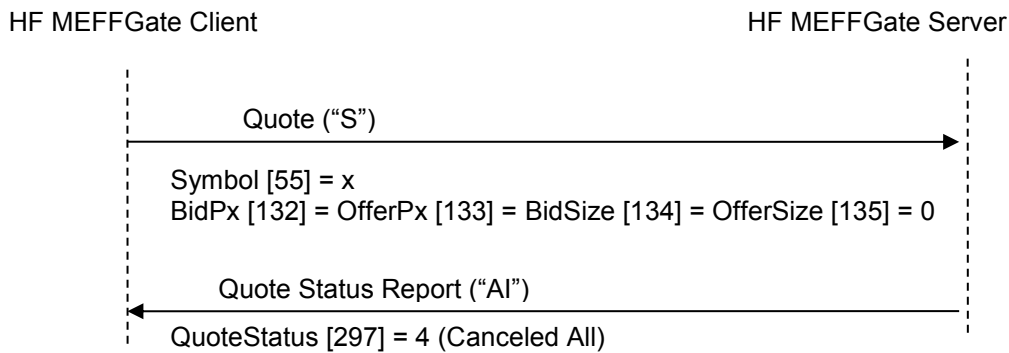 HF MEFFGate Client HF MEFFGate Server
Quote (“S”)
Symbol [55] = x
BidPx [132] = OfferPx [133] = BidSize [134] = OfferSize [135] = 0
Quote Status Report (“AI”)
QuoteStatus [297] = 4 (Canceled All)